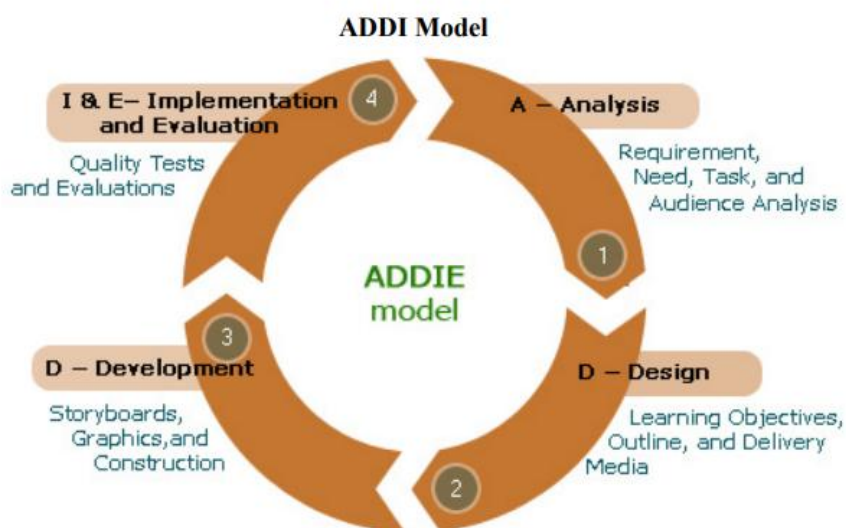 ADDI Model
4
I & E– Implementation
and Evaluation
Quality Tests
and Evaluations
A – Analysis
Requirement,
Need, Task, and
Audience Analysis
1
ADDIE
model
3
D – Development
Storyboards,
Graphics,and
Construction
D – Design
Learning Objectives,
Outline, and Delivery
Media
2